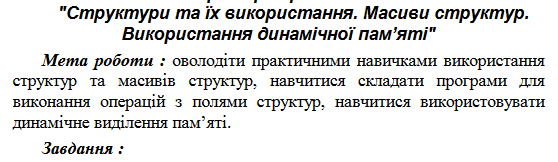 "Структури та їх використання. Масиви структур.
Використання динамічної пам’яті"
Мета роботи : оволодіти практичними навичками використання
структур та масивів структур, навчитися складати програми для
виконання операцій з полями структур, навчитися використовувати
динамічне виділення пам’яті.
Завдання :